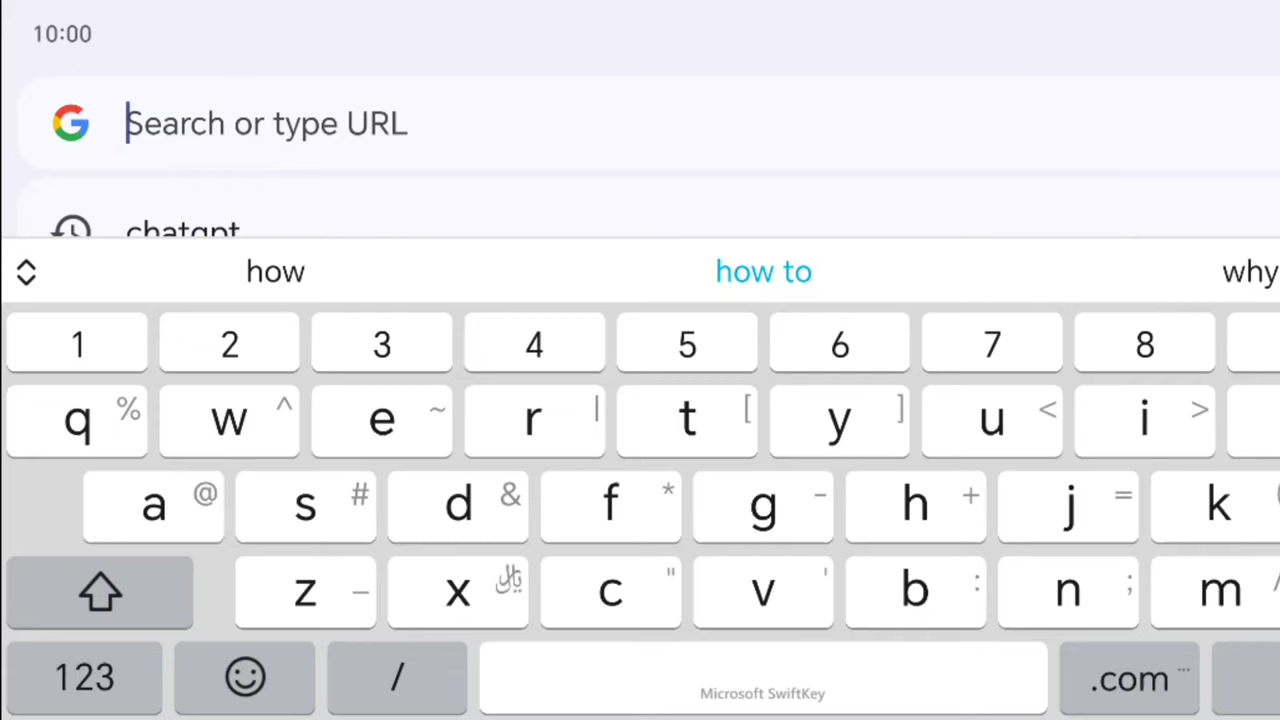 10:00
Search or type URL
chatgpt
how how to why
1 2 3 4 5 6 7 8
q % w ^ e ~ r | t [ y ] u < i >
a @ s # d & f * g - h + j = k
z _ x ﷼ c " v ' b : n ; m /
123 / Microsoft SwiftKey .com ...